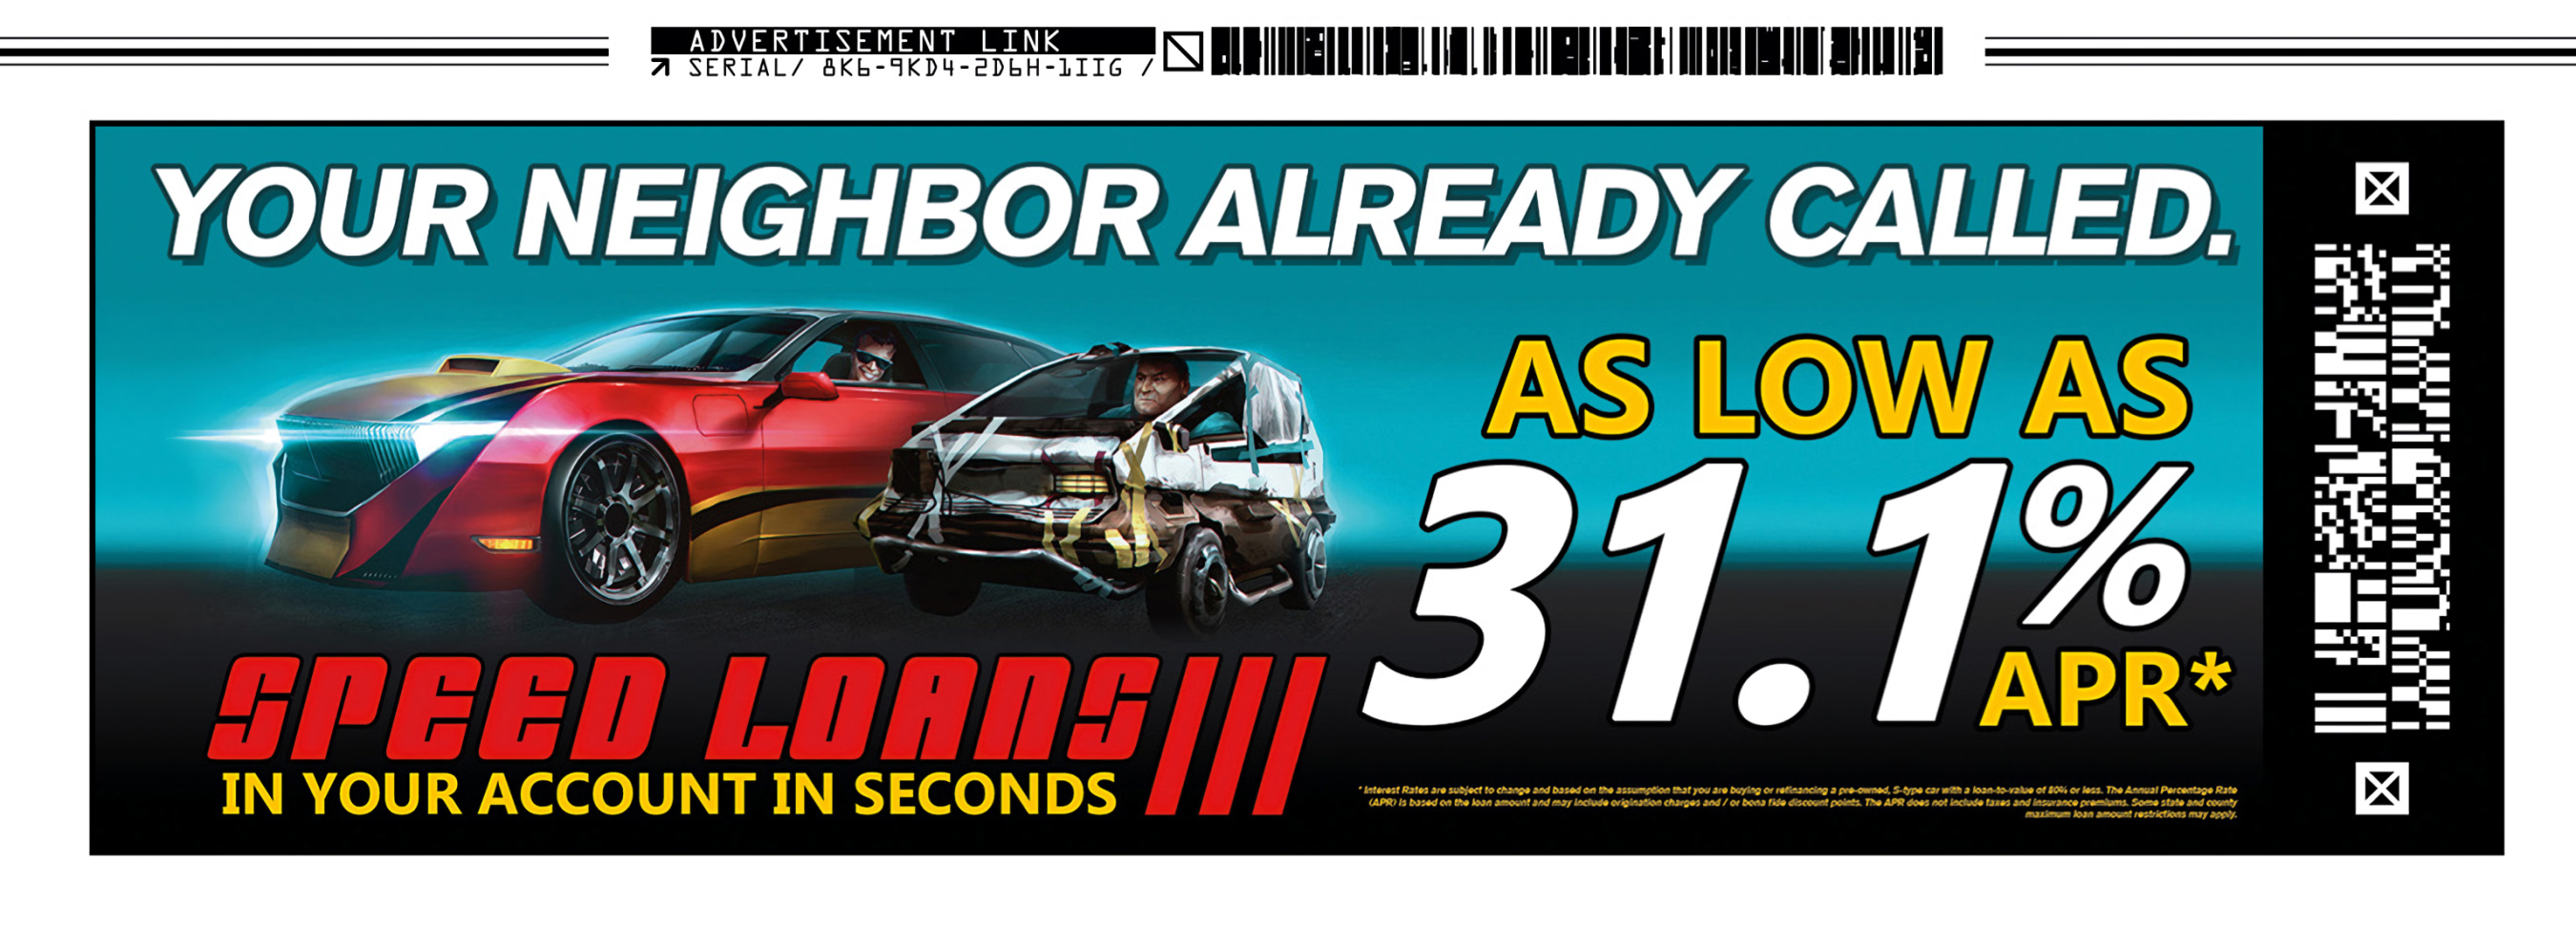 ADVERTISEMENT LINK
SERIAL/ 8K6-9KD4-2D6H-1IIG /
YOUR NEIGHBOR ALREADY CALLED.
AS LOW AS
31.1%
APR*
SPEED LOANS
IN YOUR ACCOUNT IN SECONDS
* Interest Rates are subject to change and based on the assumption that you are buying or refinancing a pre-owned, S-type car with a loan-to-value of 80% or less. The Annual Percentage Rate
(APR) is based on the loan amount and may include origination charges and / or bona fide discount points. The APR does not include taxes and insurance premiums. Some state and county
maximum loan amount restrictions may apply.